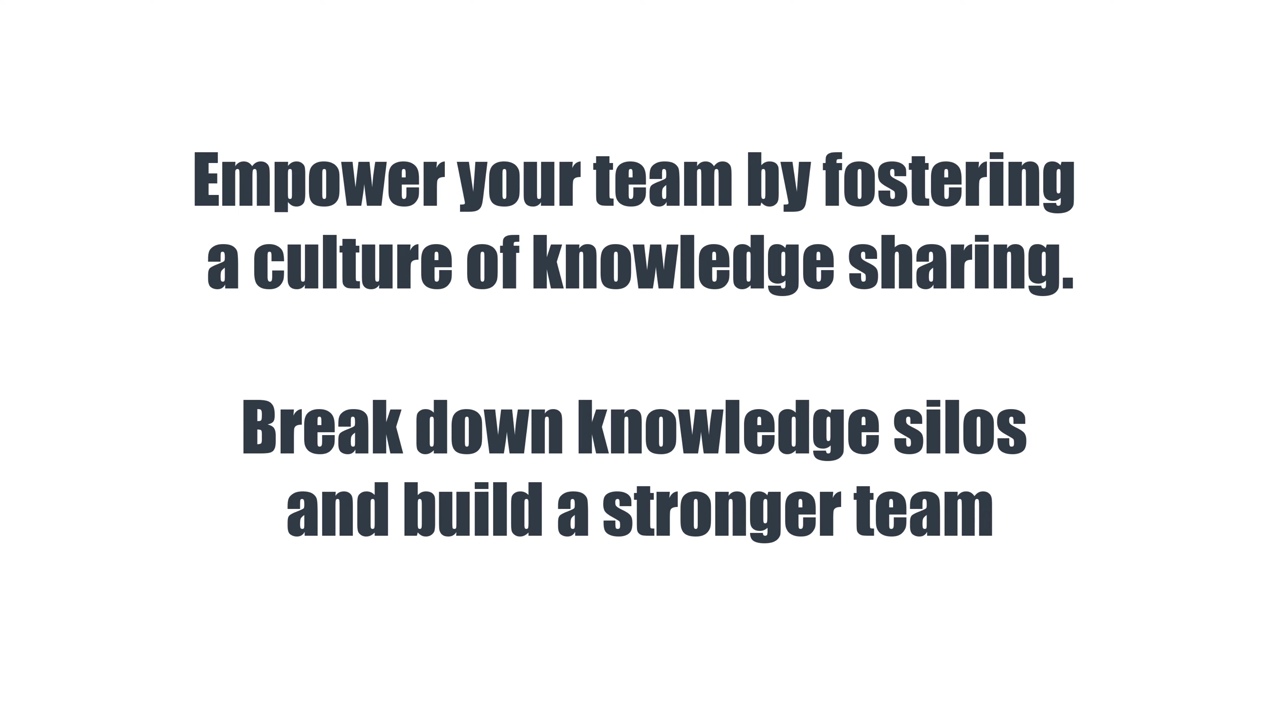 Empower your team by fostering
a culture of knowledge sharing.
Break down knowledge silos
and build a stronger team